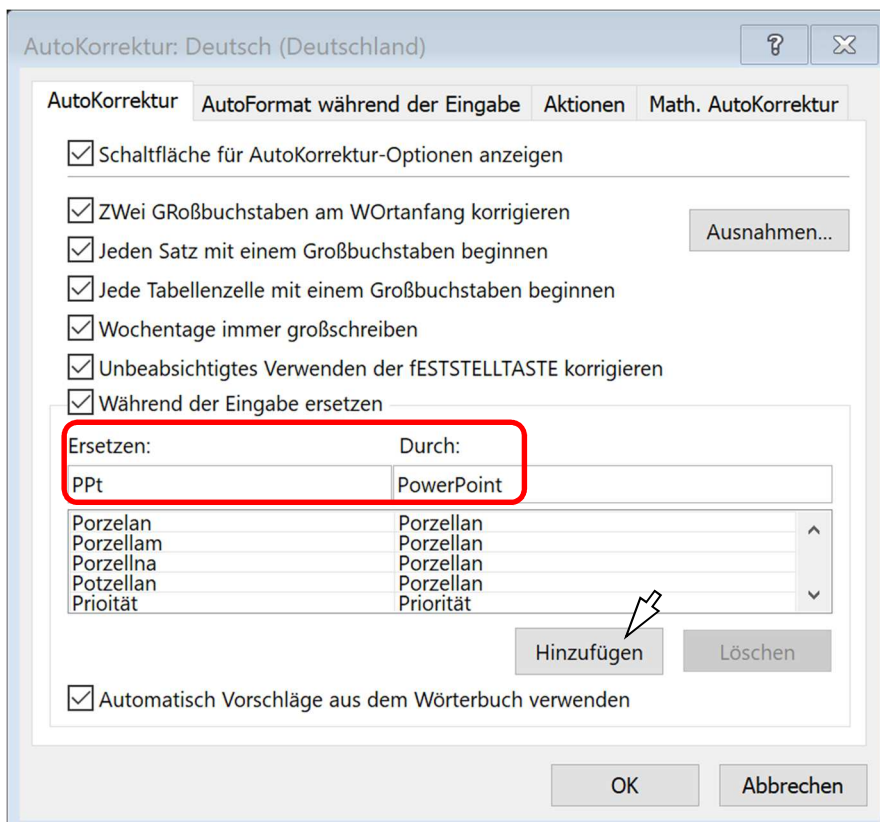 AutoKorrektur: Deutsch (Deutschland)
AutoKorrektur AutoFormat während der Eingabe Aktionen Math. AutoKorrektur
Schaltfläche für AutoKorrektur-Optionen anzeigen
ZWei GRoßbuchstaben am WOrtanfang korrigieren
Ausnahmen...
Jeden Satz mit einem Großbuchstaben beginnen
Jede Tabellenzelle mit einem Großbuchstaben beginnen
Wochentage immer großschreiben
Unbeabsichtigtes Verwenden der fESTSTELLTASTE korrigieren
Während der Eingabe ersetzen
Ersetzen: Durch:
PPt PowerPoint
Porzelan Porzellan
Porzellam Porzellan
Porzellna Porzellan
Potzellan Porzellan
Prioität Priorität
Hinzufügen Löschen
Automatisch Vorschläge aus dem Wörterbuch verwenden
OK Abbrechen